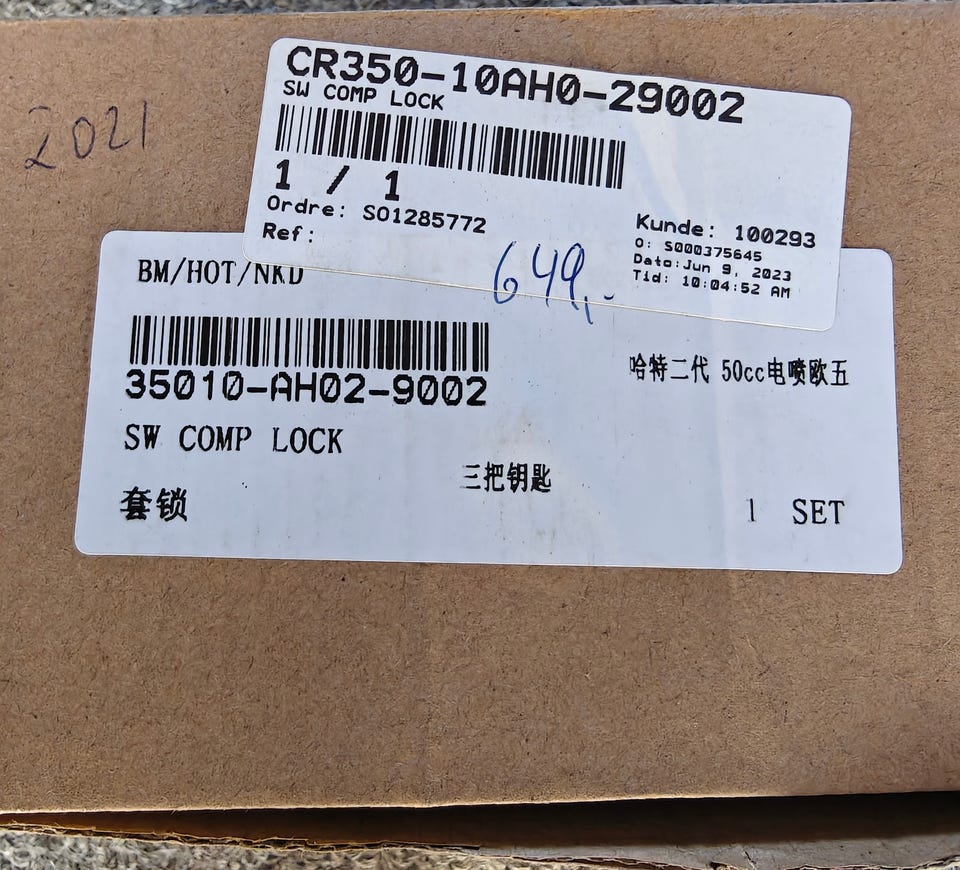 2021
CR350-10AH0-29002
SW COMP LOCK
1 / 1
Ordre: SO1285772
Ref:
Kunde: 100293
O: S000375645
Dato: Jun 9, 2023
Tid: 10:04:52 AM
649,-
BM/HOT/NKD
35010-AH02-9002
哈特二代 50cc电喷欧五
SW COMP LOCK
三把钥匙
套锁
1 SET